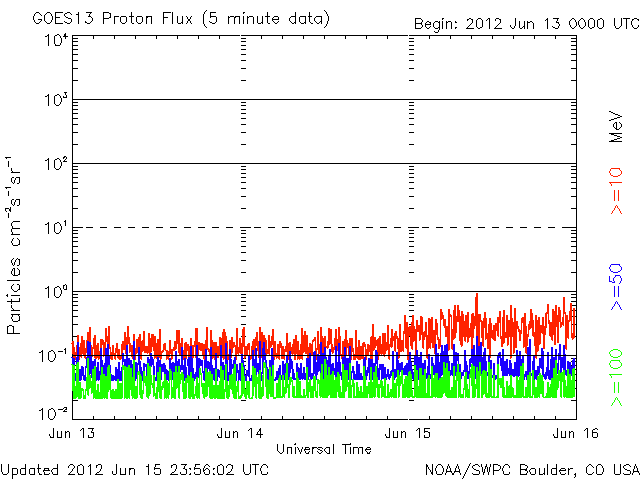 GOES13 Proton Flux (5 minute data)
Begin: 2012 Jun 13 0000 UTC
Particles cm⁻²s⁻¹sr⁻¹
10⁴
10³
10²
10¹
10⁰
10⁻¹
10⁻²
Jun 13
Jun 14
Jun 15
Jun 16
Universal Time
MeV
>=10
>=50
>=100
Updated 2012 Jun 15 23:56:02 UTC
NOAA/SWPC Boulder, CO USA